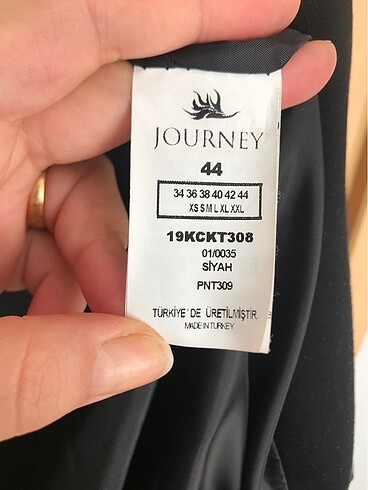 JOURNEY
44
34 36 38 40 42 44
XS S M L XL XXL
19KCKT308
01/0035
SİYAH
PNT309
TÜRKİYE'DE ÜRETİLMİŞTİR.
MADE IN TURKEY